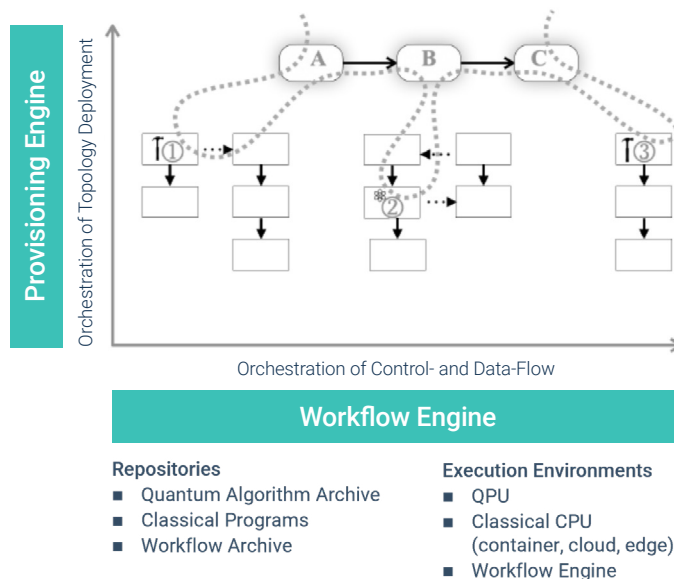 Provisioning Engine
Orchestration of Topology Deployment
A
B
C
1
3
2
Orchestration of Control- and Data-Flow
Workflow Engine
Repositories
■ Quantum Algorithm Archive
■ Classical Programs
■ Workflow Archive
Execution Environments
■ QPU
■ Classical CPU
(container, cloud, edge)
■ Workflow Engine